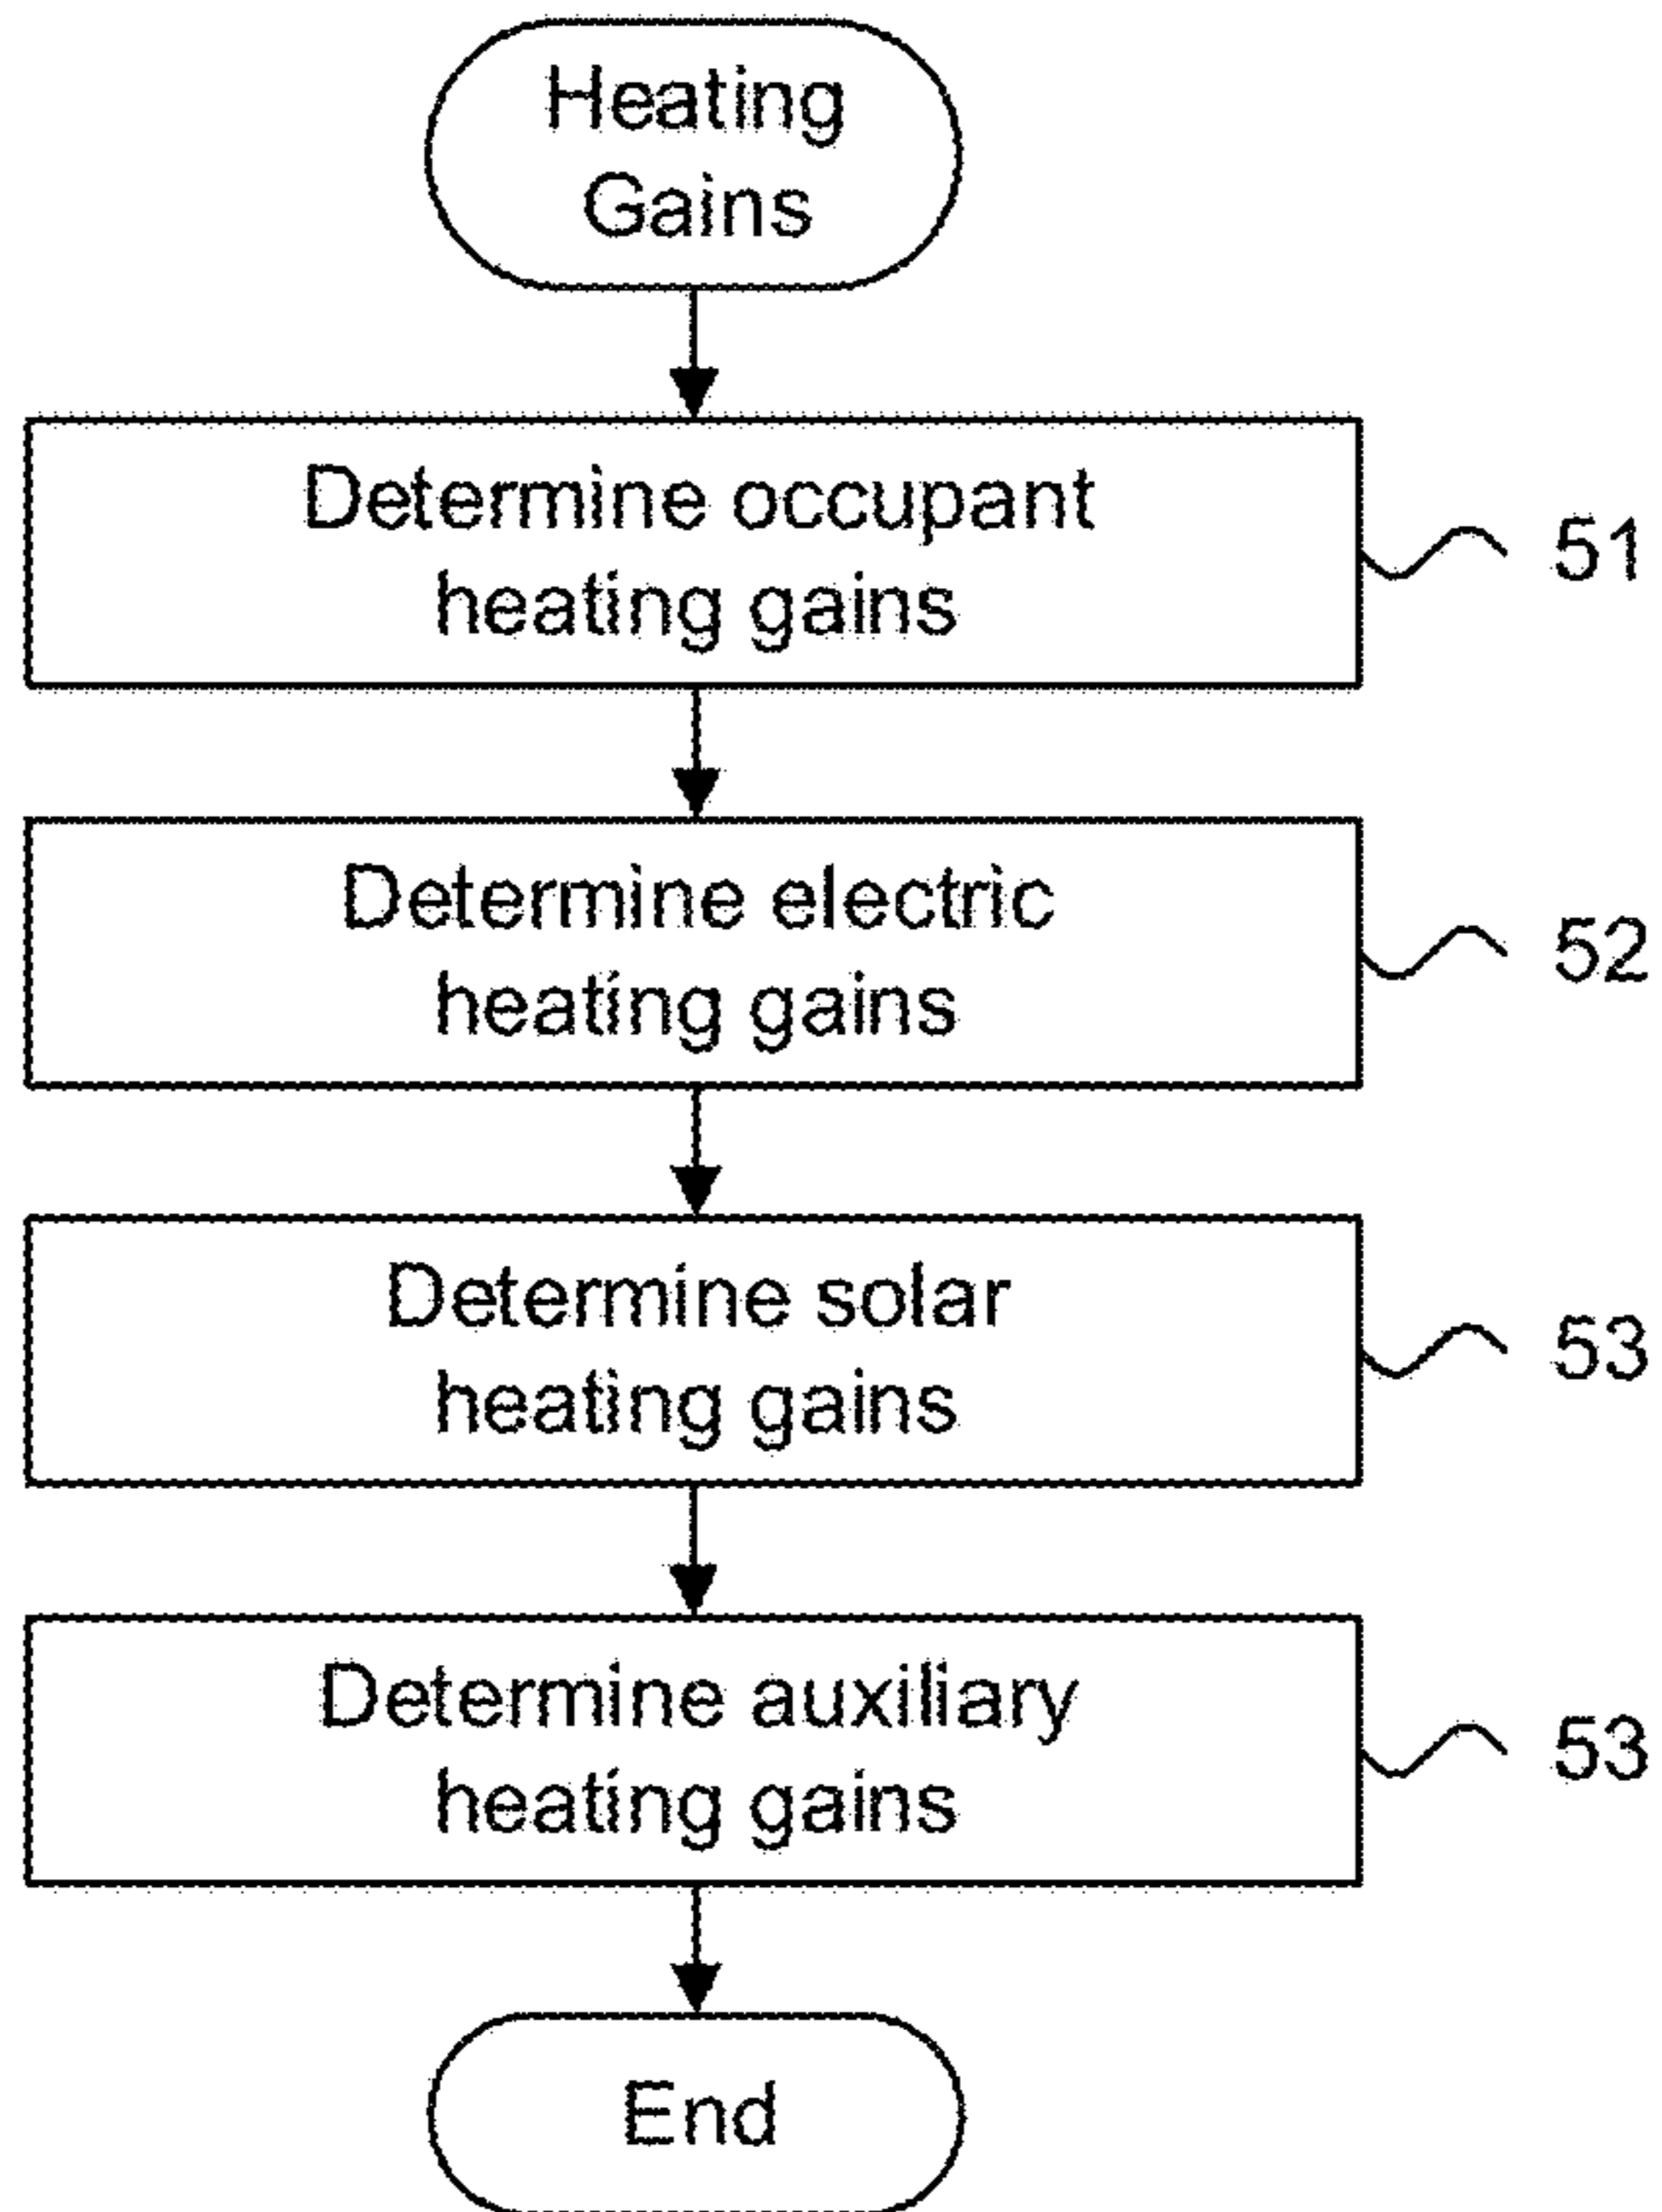 Heating
Gains
Determine occupant
heating gains
51
Determine electric
heating gains
52
Determine solar
heating gains
53
Determine auxiliary
heating gains
53
End